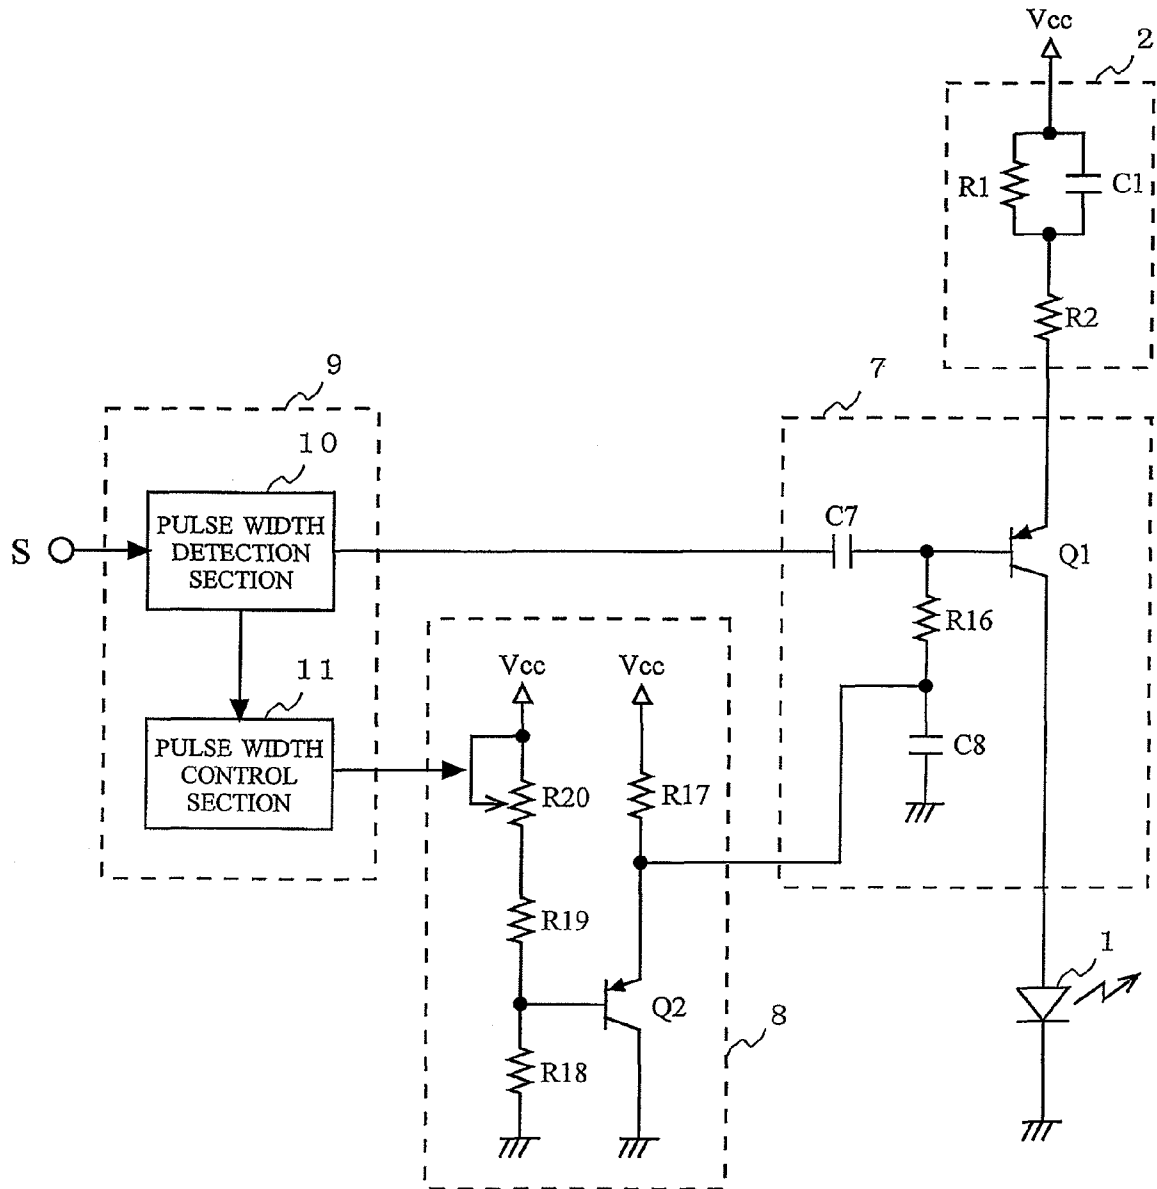 Vcc
2
R1
C1
R2
9
7
10
S
PULSE WIDTH
DETECTION
SECTION
C7
Q1
R16
11
Vcc
Vcc
PULSE WIDTH
CONTROL
SECTION
C8
R20
R17
R19
1
Q2
8
R18